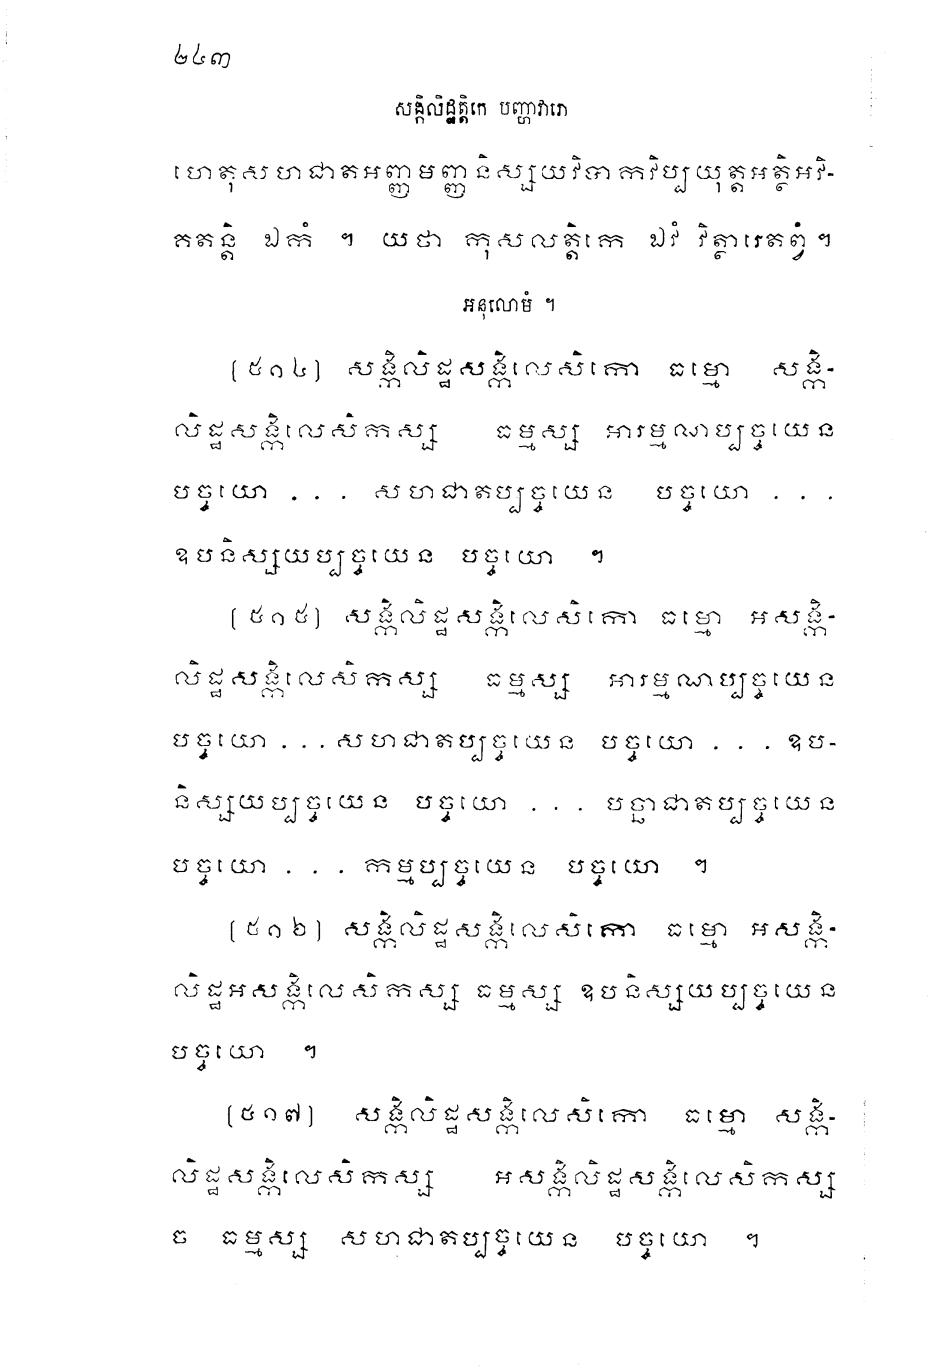 ២៤៣
សង្កិលិដ្ឋត្តិកេ បញ្ហាវារោ
ហេតុសហជាតអញ្ញមញ្ញនិស្សយវិបាកវិប្បយុត្តអត្ថិអវិ-
គតន្តិ ឯកំ ។ យថា កុសលត្តិកេ ឯវំ វិត្ថារេតព្វំ ។
អនុលោមំ ។
[៥១៤] សង្កិលិដ្ឋសង្កិលេសិកោ ធម្មោ សង្កិ-
លិដ្ឋសង្កិលេសិកស្ស ធម្មស្ស អារម្មណប្បច្ចយេន
បច្ចយោ . . . សហជាតប្បច្ចយេន បច្ចយោ . . .
ឧបនិស្សយប្បច្ចយេន បច្ចយោ ។
[៥១៥] សង្កិលិដ្ឋសង្កិលេសិកោ ធម្មោ អសង្កិ-
លិដ្ឋសង្កិលេសិកស្ស ធម្មស្ស អារម្មណប្បច្ចយេន
បច្ចយោ . . . សហជាតប្បច្ចយេន បច្ចយោ . . . ឧប-
និស្សយប្បច្ចយេន បច្ចយោ . . . បច្ឆាជាតប្បច្ចយេន
បច្ចយោ . . . កម្មប្បច្ចយេន បច្ចយោ ។
[៥១៦] សង្កិលិដ្ឋសង្កិលេសិកោ ធម្មោ អសង្កិ-
លិដ្ឋអសង្កិលេសិកស្ស ធម្មស្ស ឧបនិស្សយប្បច្ចយេន
បច្ចយោ ។
[៥១៧] សង្កិលិដ្ឋសង្កិលេសិកោ ធម្មោ សង្កិ-
លិដ្ឋសង្កិលេសិកស្ស អសង្កិលិដ្ឋសង្កិលេសិកស្ស
ច ធម្មស្ស សហជាតប្បច្ចយេន បច្ចយោ ។